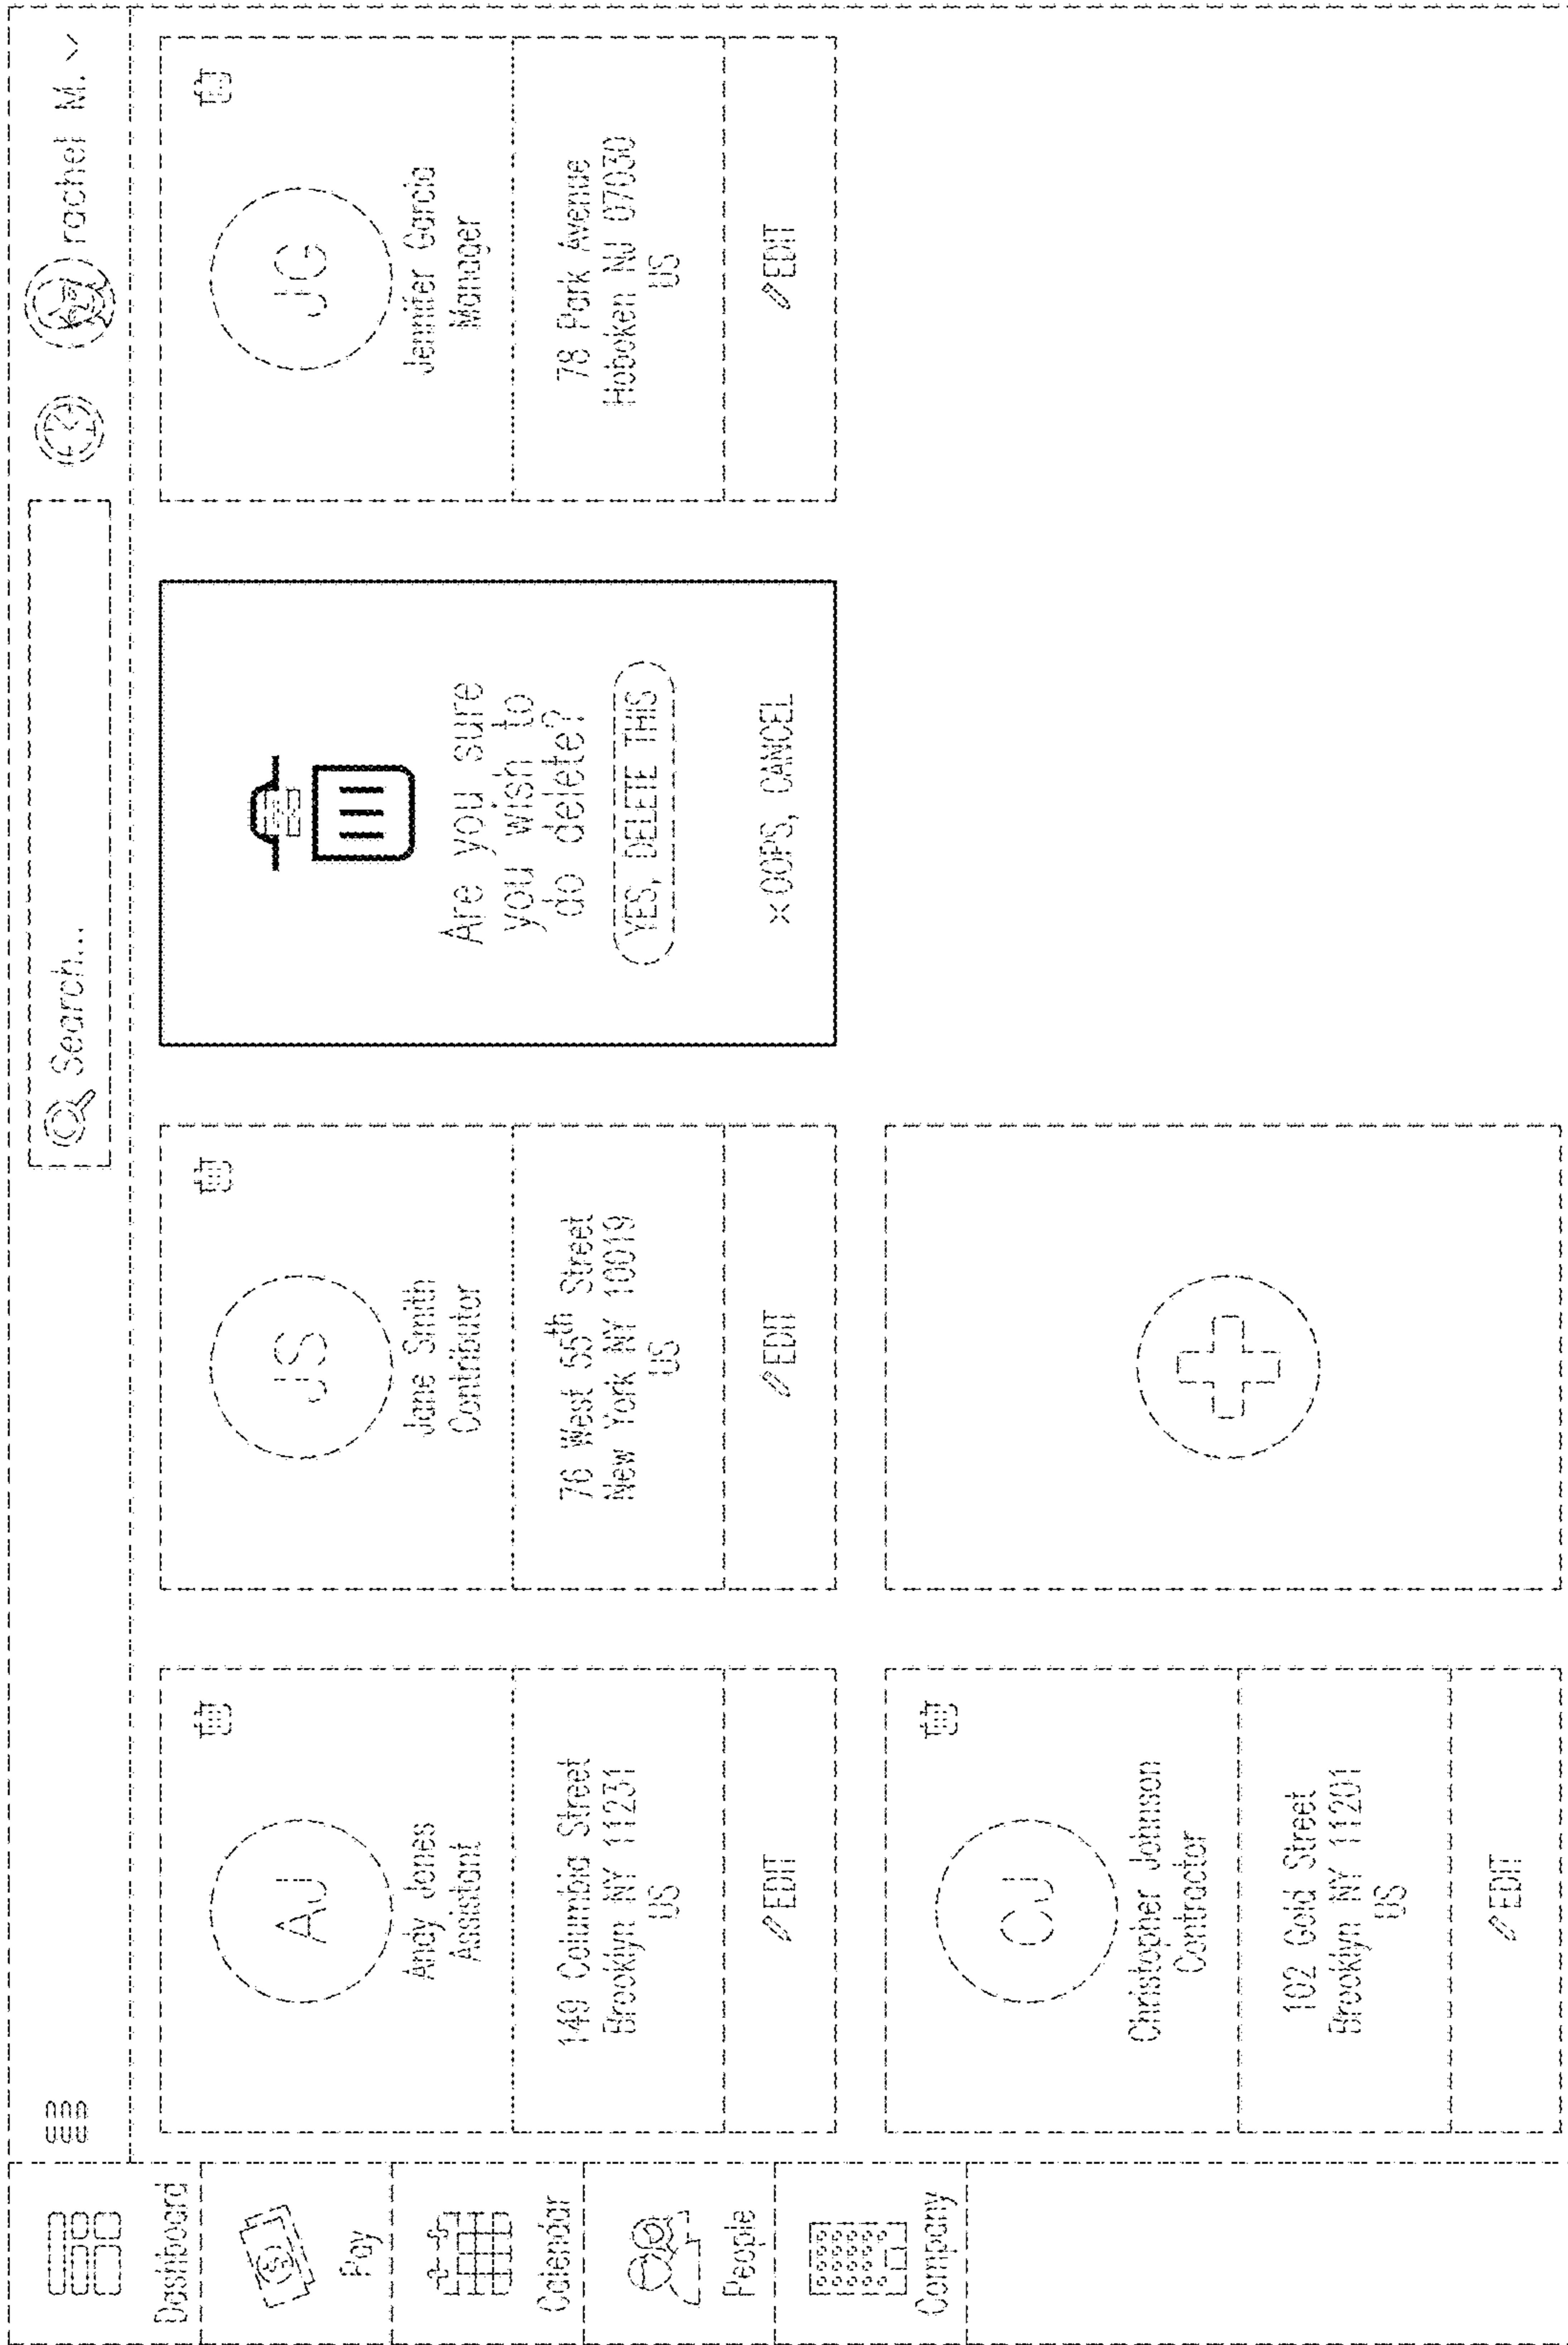 Search...
rachel M.
Dashboard
Pay
Calendar
People
Company
AJ
Andy Jones
Assistant
149 Columbia Street
Brooklyn NY 11231
US
EDIT
JS
Jane Smith
Contributor
76 West 55th Street
New York NY 10019
US
EDIT
Are you sure
you wish to
do delete?
YES, DELETE THIS
×OOPS, CANCEL
JG
Jennifer Garcia
Manager
78 Park Avenue
Hoboken NJ 07030
US
EDIT
CJ
Christopher Johnson
Contractor
102 Gold Street
Brooklyn NY 11201
US
EDIT